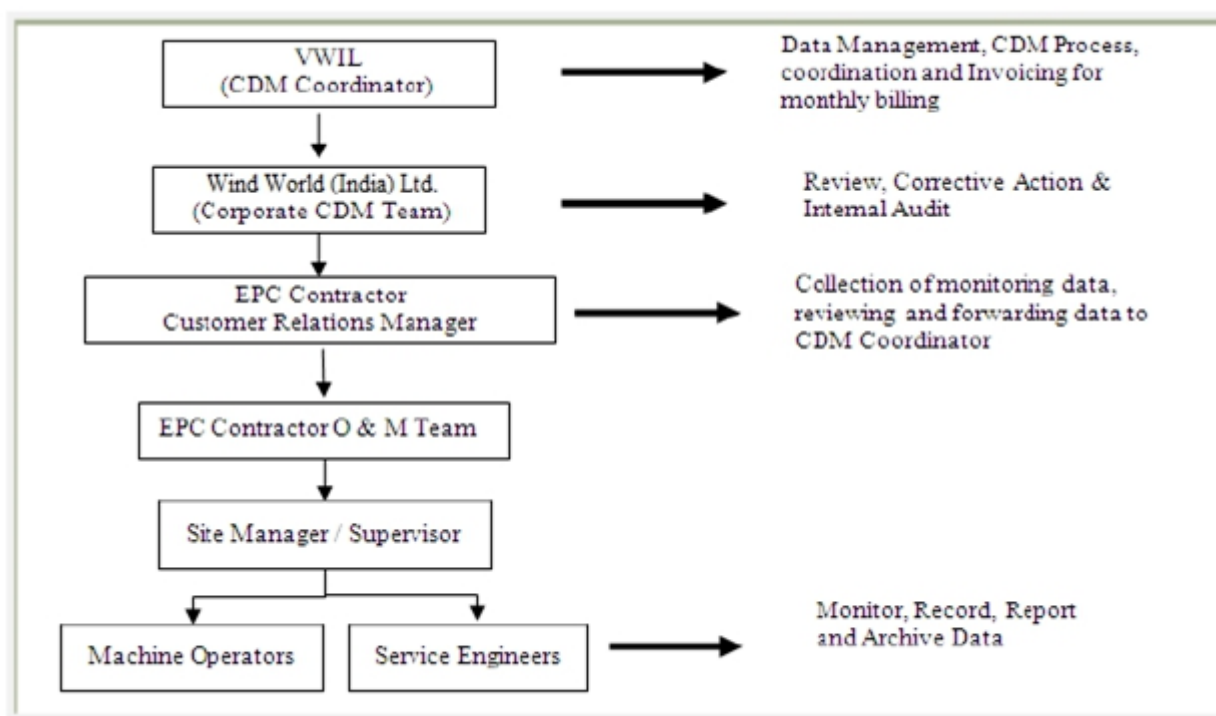 VWIL
(CDM Coordinator)
Data Management, CDM Process,
coordination and Invoicing for
monthly billing
Wind World (India) Ltd.
(Corporate CDM Team)
Review, Corrective Action &
Internal Audit
EPC Contractor
Customer Relations Manager
Collection of monitoring data,
reviewing and forwarding data to
CDM Coordinator
EPC Contractor O & M Team
Site Manager / Supervisor
Machine Operators
Service Engineers
Monitor, Record, Report
and Archive Data